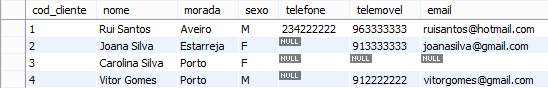 cod_cliente nome morada sexo telefone telemovel email
1 Rui Santos Aveiro M 234222222 963333333 ruisantos@hotmail.com
2 Joana Silva Estarreja F NULL 913333333 joanasilva@gmail.com
3 Carolina Silva Porto F NULL NULL NULL
4 Vitor Gomes Porto M NULL 912222222 vitorgomes@gmail.com